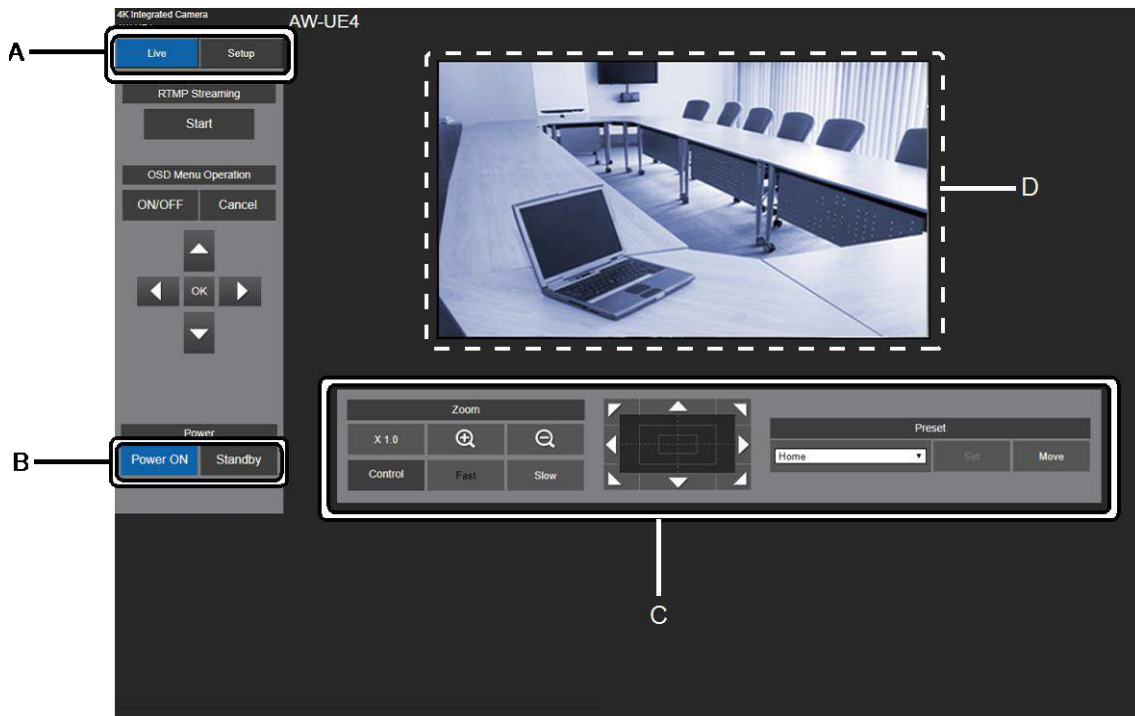 4K Integrated Camera
AW-UE4
A
Live Setup
RTMP Streaming
Start
OSD Menu Operation
ON/OFF Cancel
OK
D
Power
B
Power ON Standby
Zoom
X 1.0
Control Fast Slow
Preset
Home Set Move
C